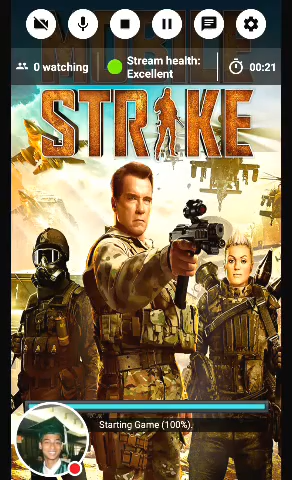 MOBILE
0 watching
Stream health:
Excellent
00:21
STRIKE
Starting Game (100%).